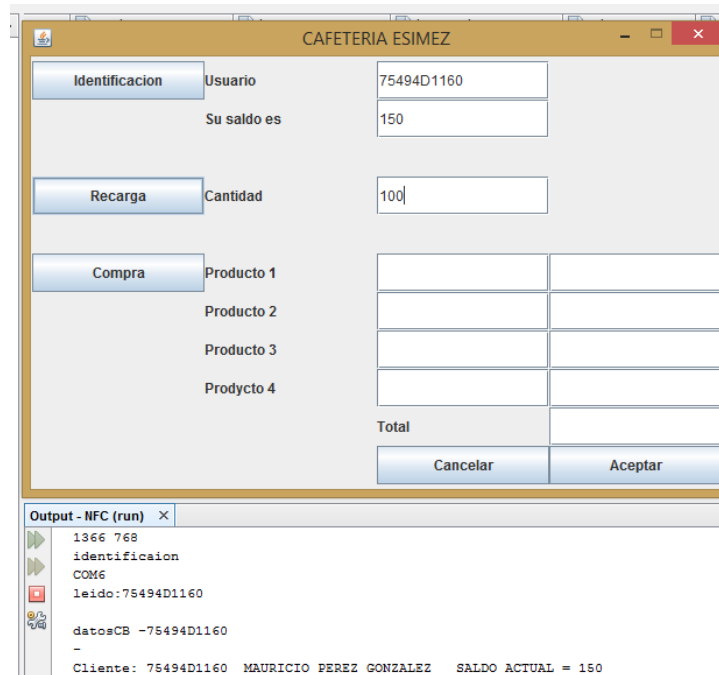 CAFETERIA ESIMEZ
Identificacion Usuario 75494D1160
Su saldo es 150
Recarga Cantidad 100
Compra Producto 1
Producto 2
Producto 3
Prodycto 4
Total
Cancelar Aceptar
Output - NFC (run)
1366 768
identificaion
COM6
leido:75494D1160
datosCB -75494D1160
-
Cliente: 75494D1160 MAURICIO PEREZ GONZALEZ SALDO ACTUAL = 150